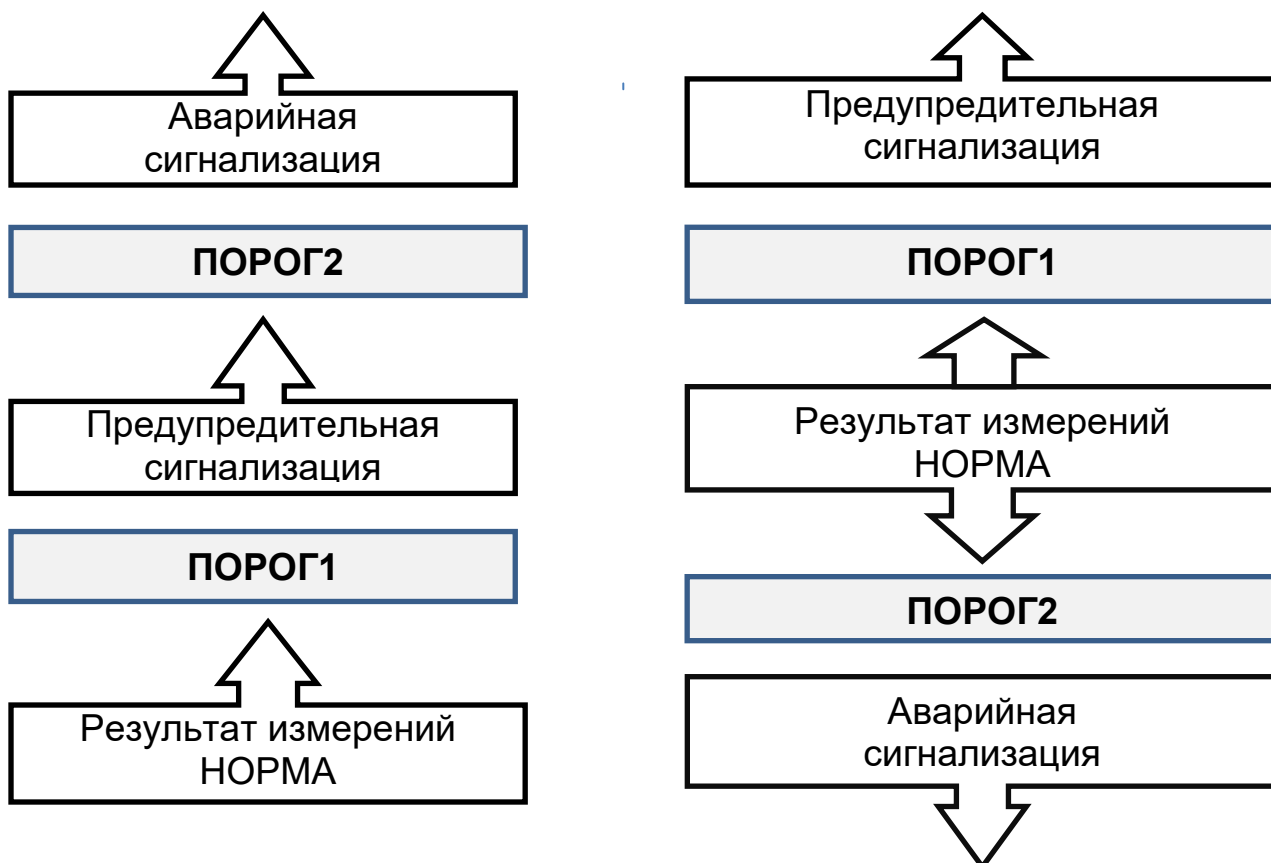 Аварийная
сигнализация
ПОРОГ2
Предупредительная
сигнализация
ПОРОГ1
Результат измерений
НОРМА
Предупредительная
сигнализация
ПОРОГ1
Результат измерений
НОРМА
ПОРОГ2
Аварийная
сигнализация